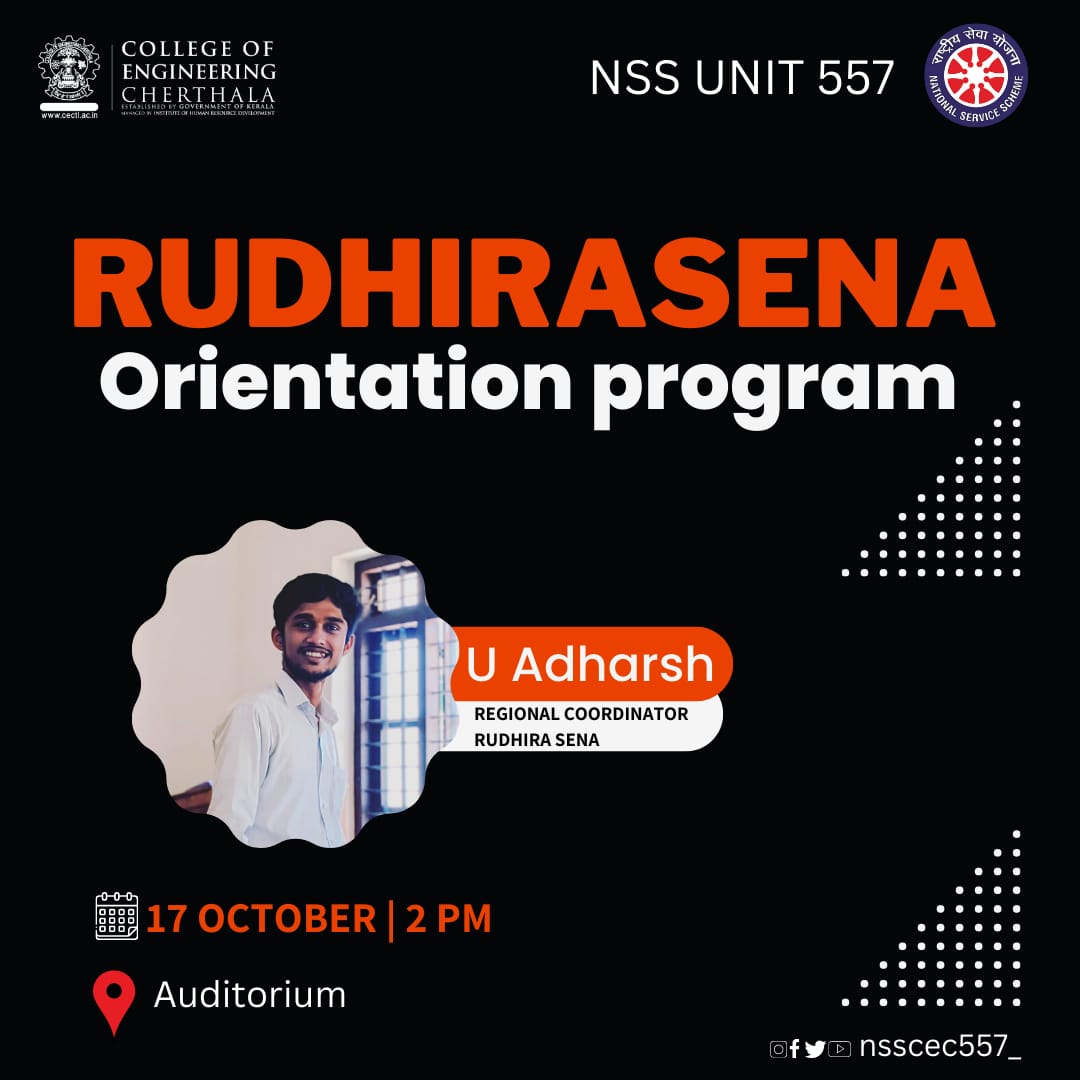 COLLEGE OF
ENGINEERING
CHERTHALA
ESTABLISHED BY GOVERNMENT OF KERALA
MANAGED BY INSTITUTE OF HUMAN RESOURCE DEVELOPMENT
www.cectl.ac.in
NSS UNIT 557
राष्ट्रीय सेवा योजना
NATIONAL SERVICE SCHEME
RUDHIRASENA
Orientation program
U Adharsh
REGIONAL COORDINATOR
RUDHIRA SENA
17 OCTOBER | 2 PM
Auditorium
nsscec557_